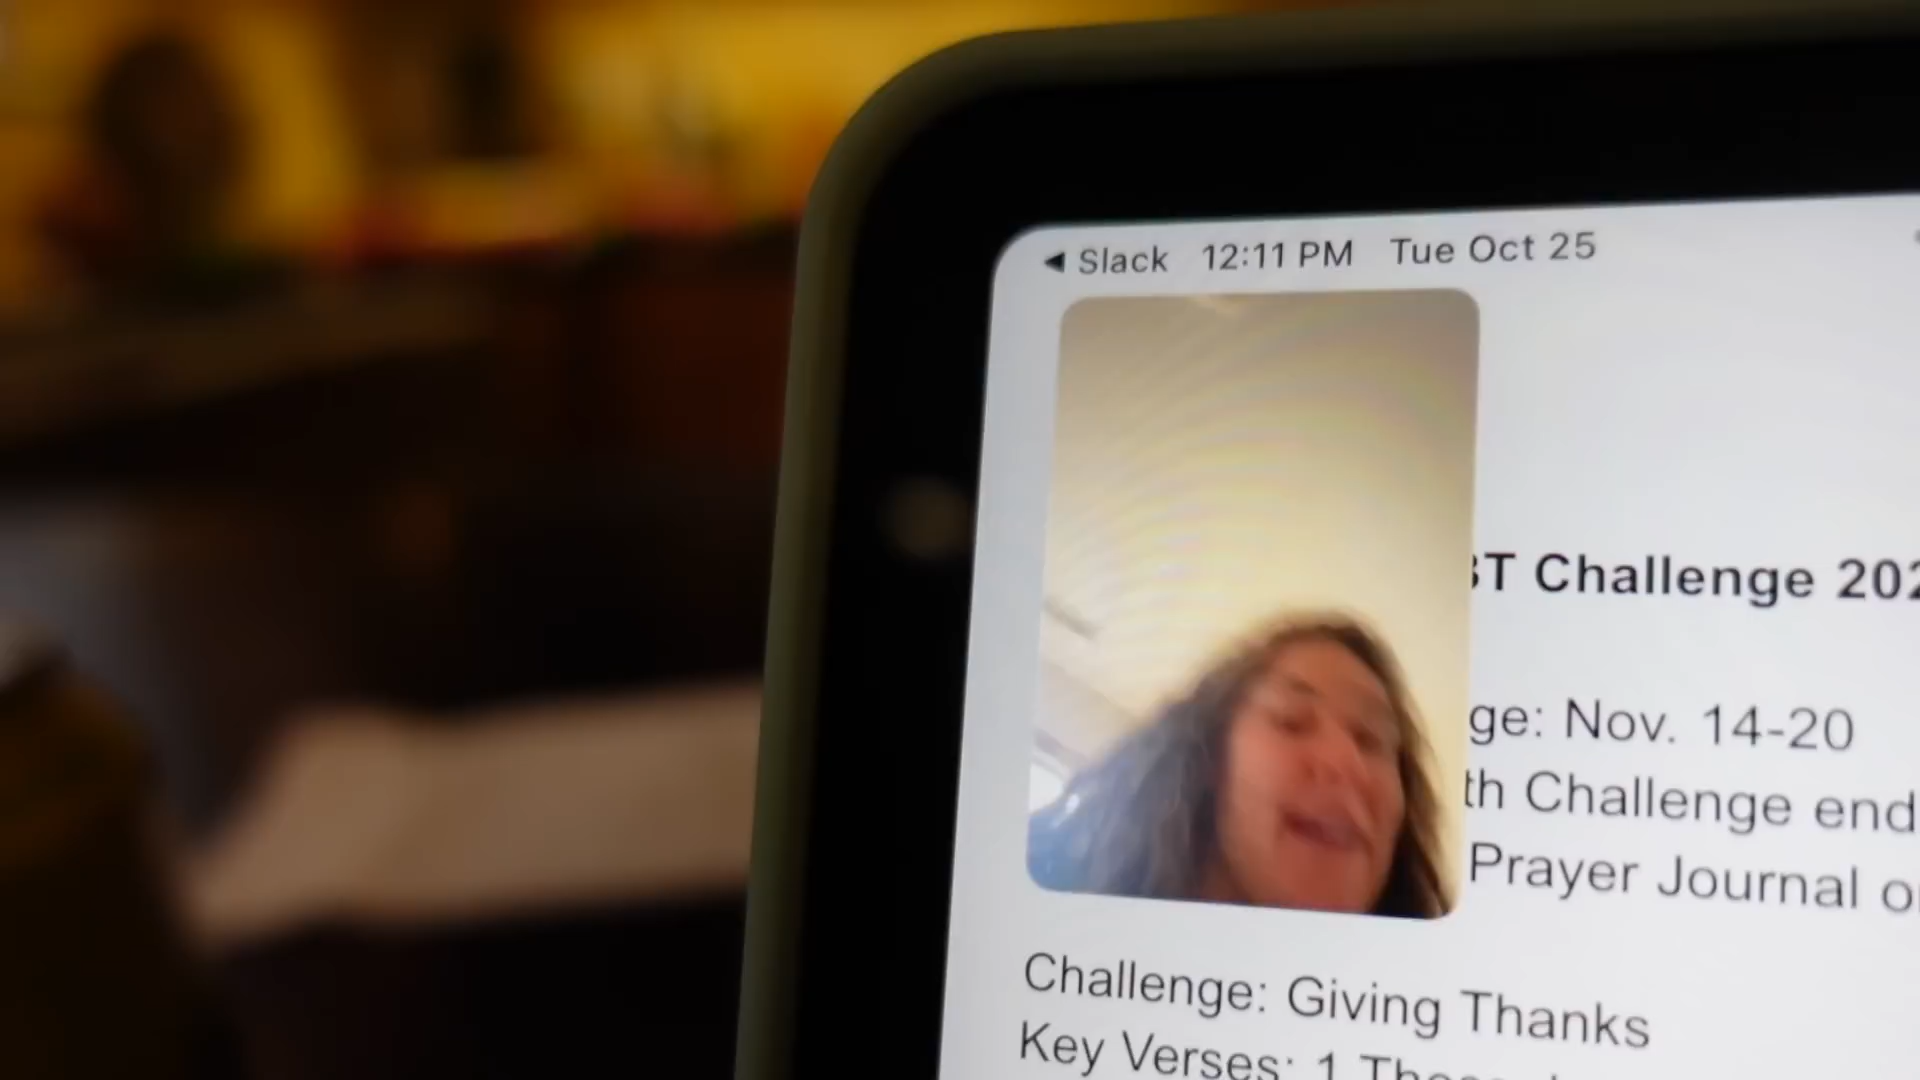 ◀ Slack 12:11 PM Tue Oct 25
T Challenge 202
ge: Nov. 14-20
th Challenge end
Prayer Journal
Challenge: Giving Thanks
Key Verses: 1